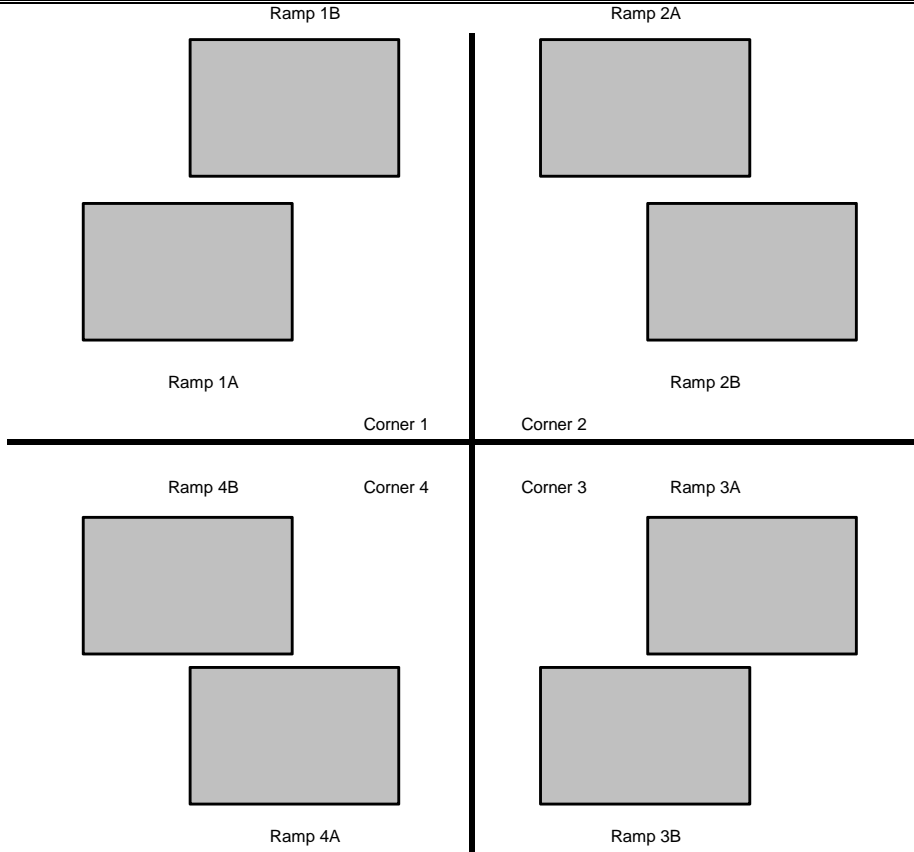 Ramp 1B
Ramp 2A
Ramp 1A
Ramp 2B
Corner 1
Corner 2
Ramp 4B
Corner 4
Corner 3
Ramp 3A
Ramp 4A
Ramp 3B